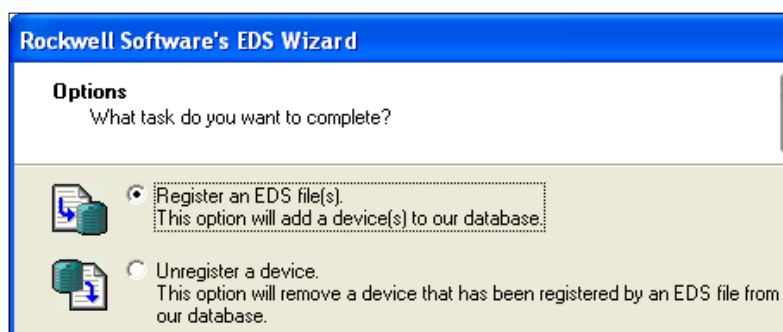 Rockwell Software's EDS Wizard
Options
What task do you want to complete?
Register an EDS file(s).
This option will add a device(s) to our database.
Unregister a device.
This option will remove a device that has been registered by an EDS file from
our database.